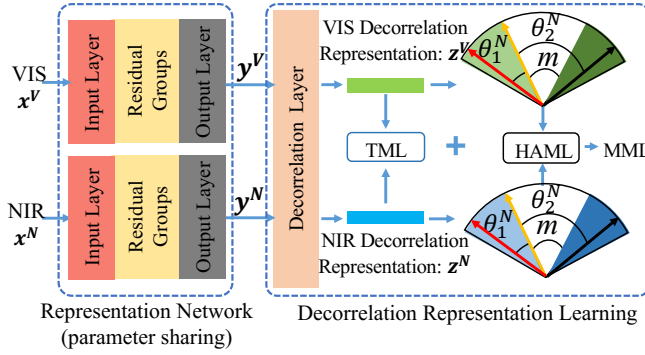 VIS
x^V
Input Layer
Residual Groups
Output Layer
y^V
NIR
x^N
Input Layer
Residual Groups
Output Layer
y^N
Representation Network
(parameter sharing)
Decorrelation Layer
VIS Decorrelation
Representation: z^V
TML
+
NIR Decorrelation
Representation: z^N
θ_1^N
θ_2^N
m
HAML
MML
θ_1^N
θ_2^N
m
Decorrelation Representation Learning